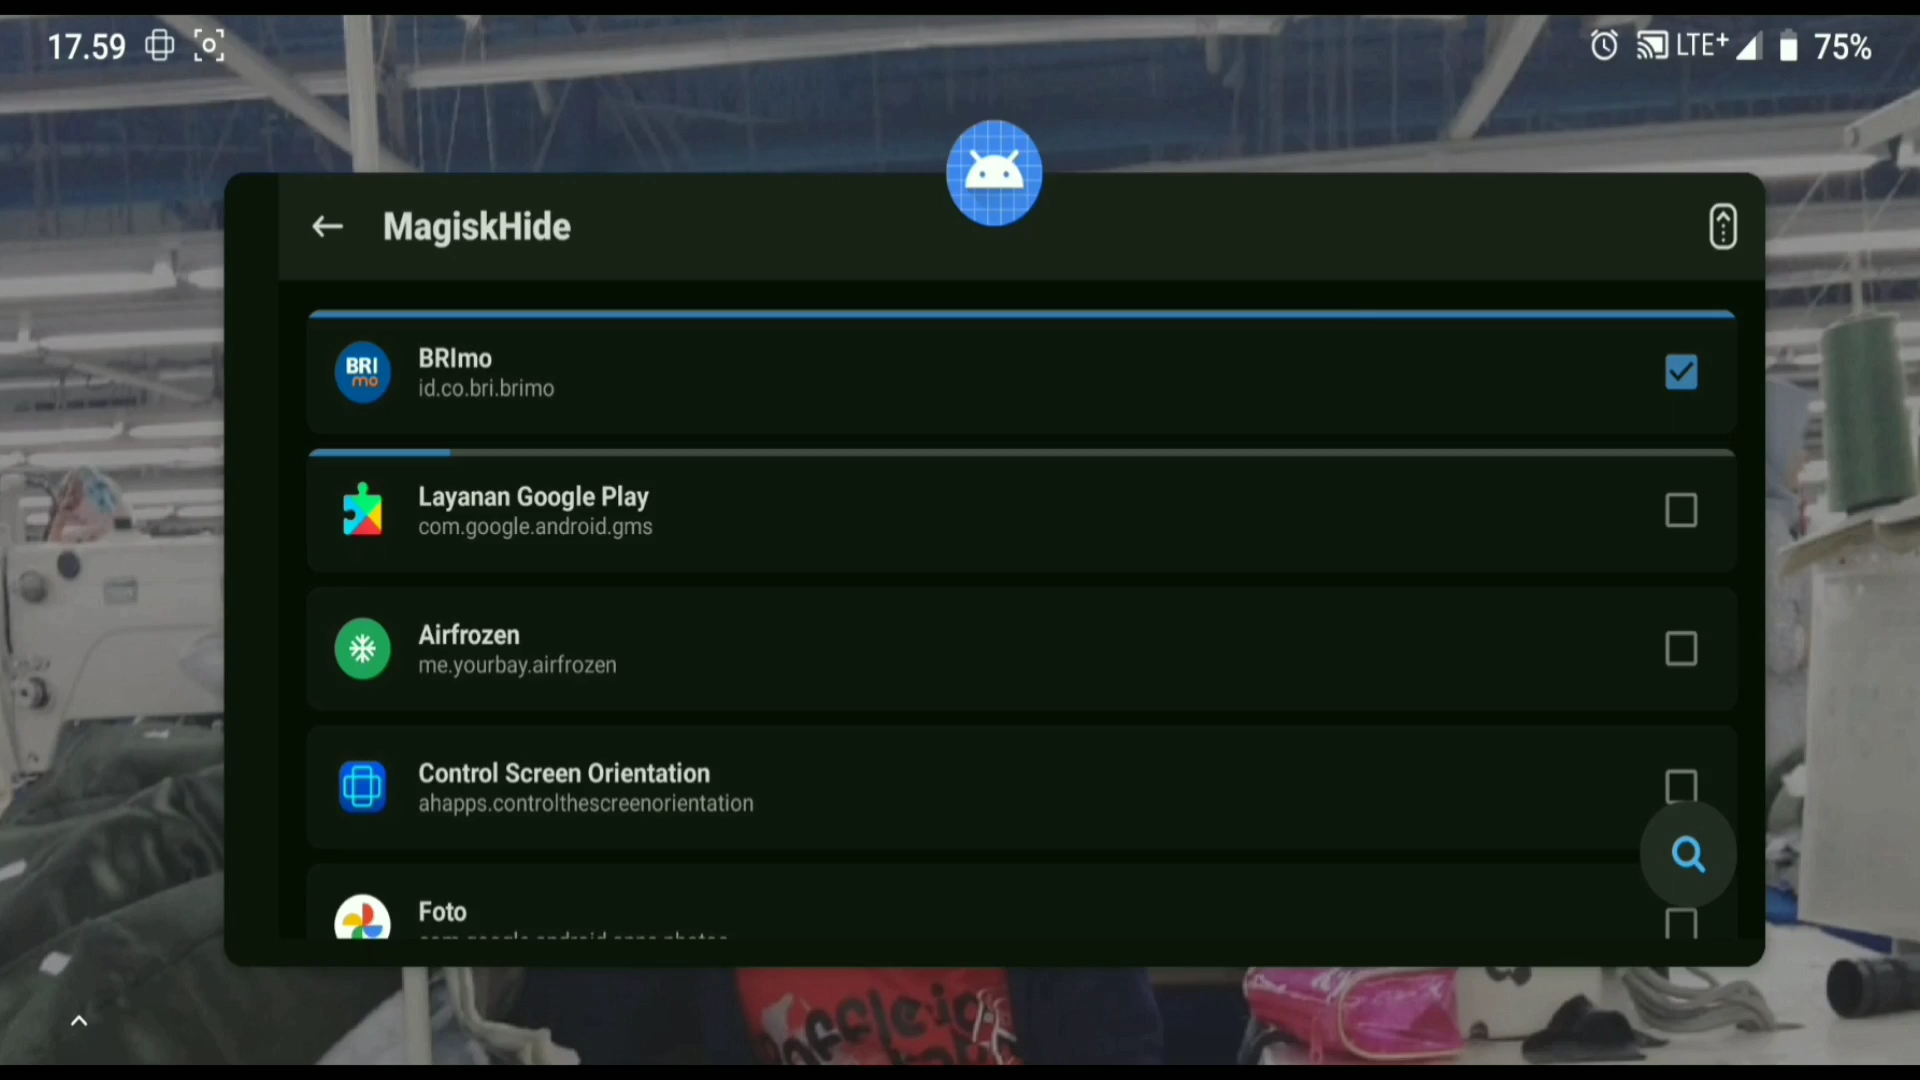 17.59
LTE+
75%
MagiskHide
BRI
mo
BRImo
id.co.bri.brimo
Layanan Google Play
com.google.android.gms
Airfrozen
me.yourbay.airfrozen
Control Screen Orientation
ahapps.controlthescreenorientation
Foto